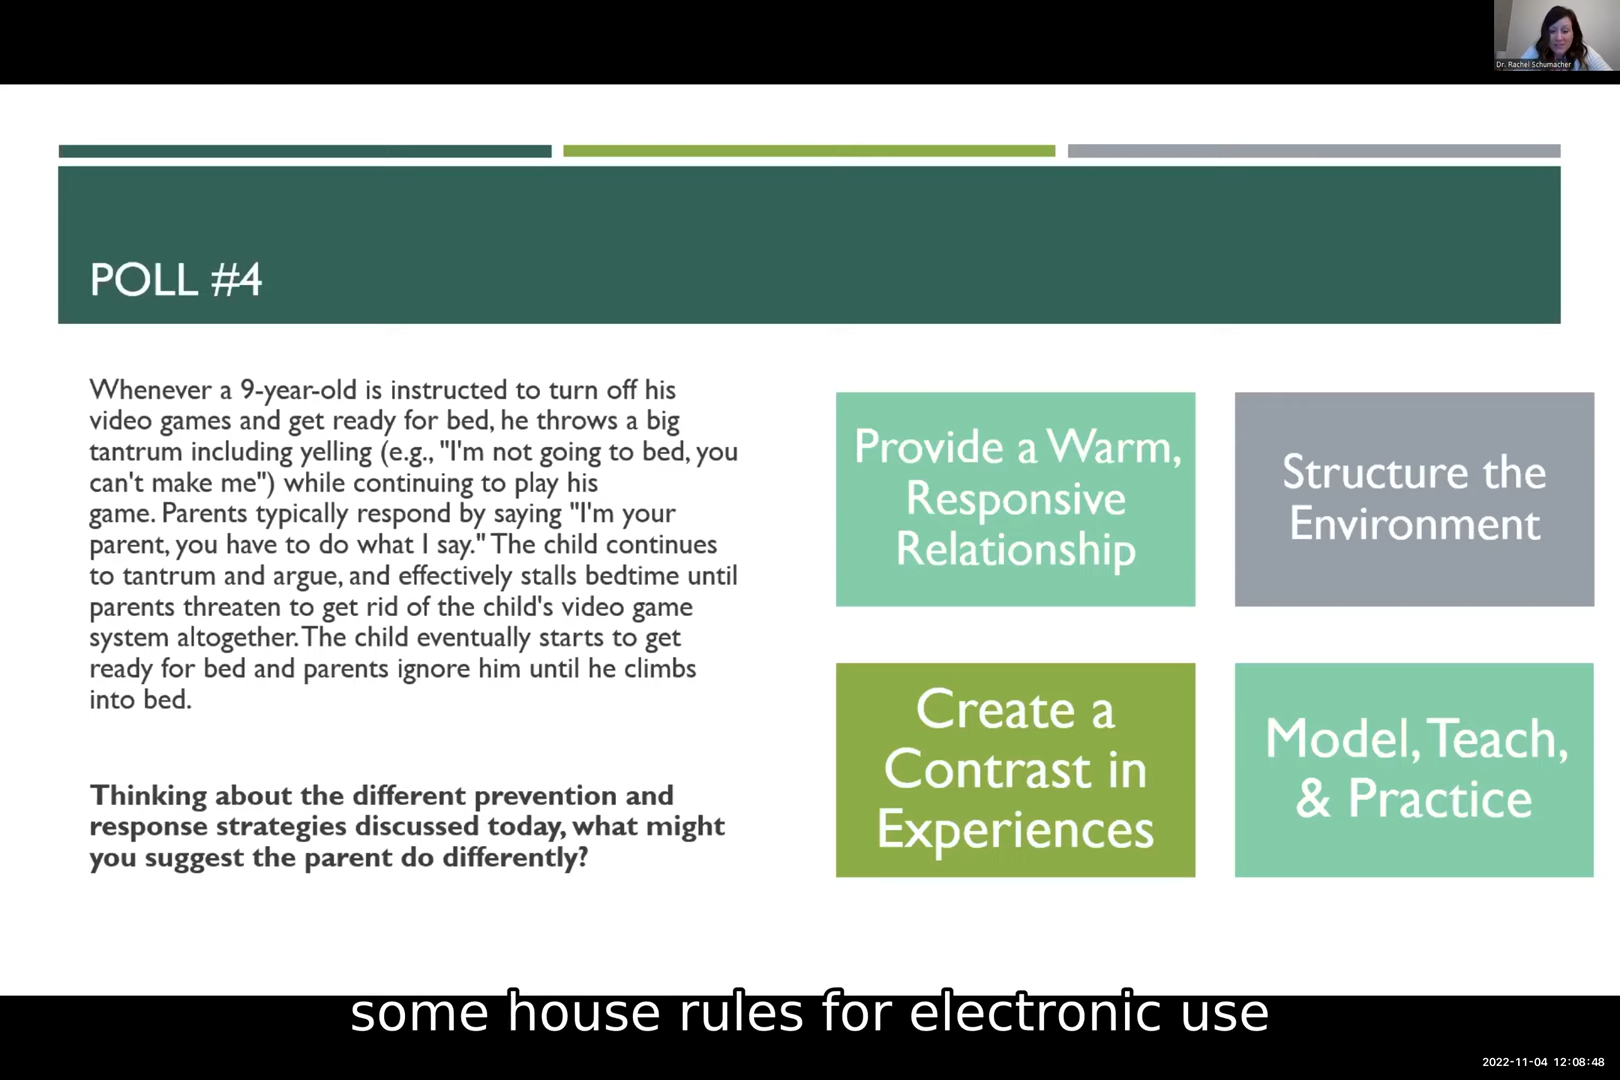 Dr. Rachel Schumacher
POLL #4
Whenever a 9-year-old is instructed to turn off his
video games and get ready for bed, he throws a big
tantrum including yelling (e.g., "I'm not going to bed, you
can't make me") while continuing to play his
game. Parents typically respond by saying "I'm your
parent, you have to do what I say." The child continues
to tantrum and argue, and effectively stalls bedtime until
parents threaten to get rid of the child's video game
system altogether. The child eventually starts to get
ready for bed and parents ignore him until he climbs
into bed.
Thinking about the different prevention and
response strategies discussed today, what might
you suggest the parent do differently?
Provide a Warm,
Responsive
Relationship
Structure the
Environment
Create a
Contrast in
Experiences
Model, Teach,
& Practice
some house rules for electronic use
2022-11-04 12:08:48